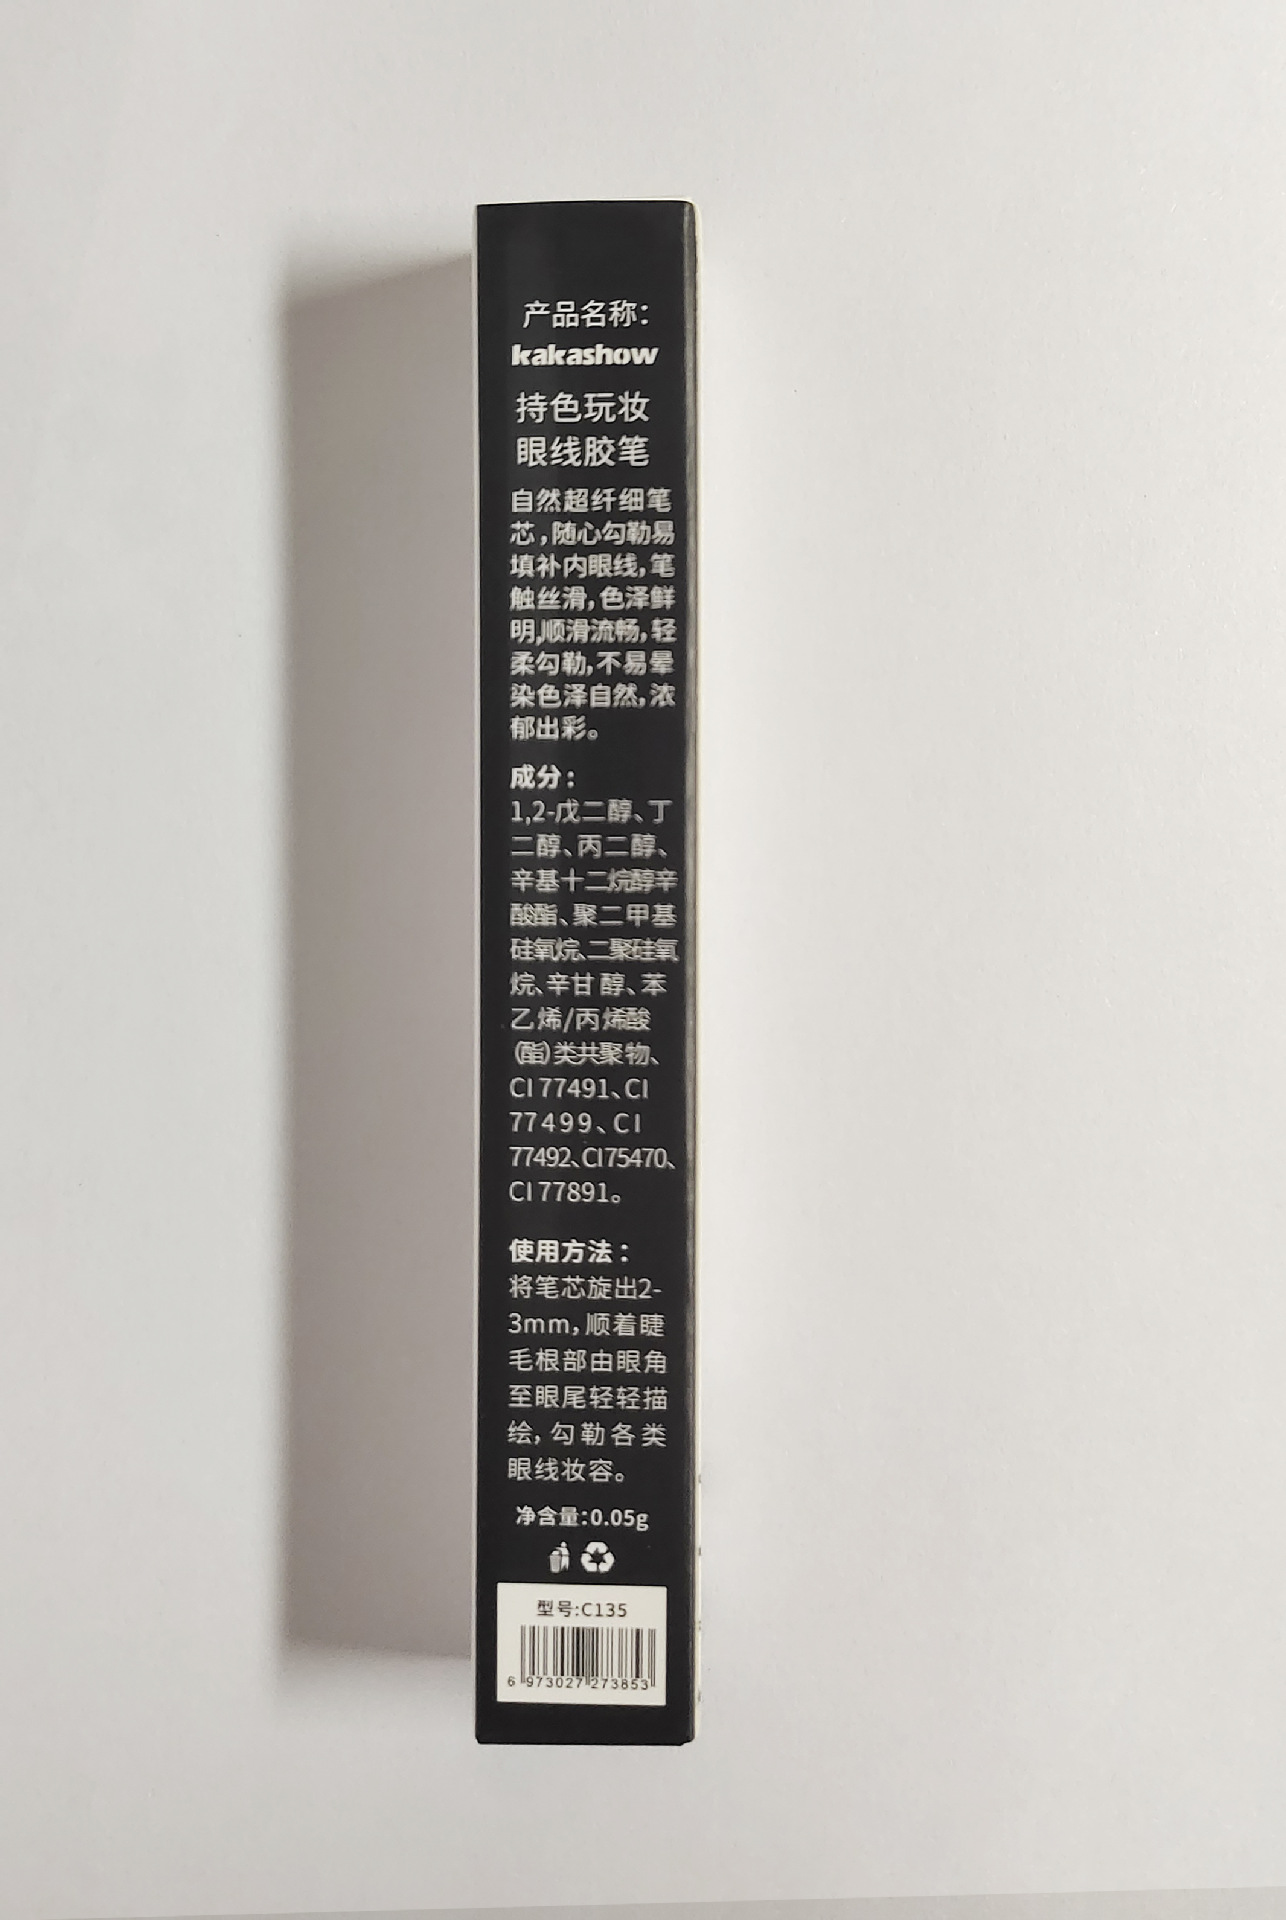 产品名称：
kakashow
持色玩妆
眼线胶笔
自然超纤细笔
芯，随心勾勒易
填补内眼线，笔
触丝滑，色泽鲜
明，顺滑流畅，轻
柔勾勒，不易晕
染色泽自然，浓
郁出彩。
成分：
1,2-戊二醇、丁
二醇、丙二醇、
辛基十二烷醇辛
酸酯、聚二甲基
硅氧烷、二聚硅氧
烷、辛甘醇、苯
乙烯/丙烯酸
（酯）类共聚物、
CI 77491、CI
77499、CI
77492、CI75470、
CI 77891。
使用方法：
将笔芯旋出2-
3mm，顺着睫
毛根部由眼角
至眼尾轻轻描
绘，勾勒各类
眼线妆容。
净含量：0.05g
型号:C135
6 973027 273853